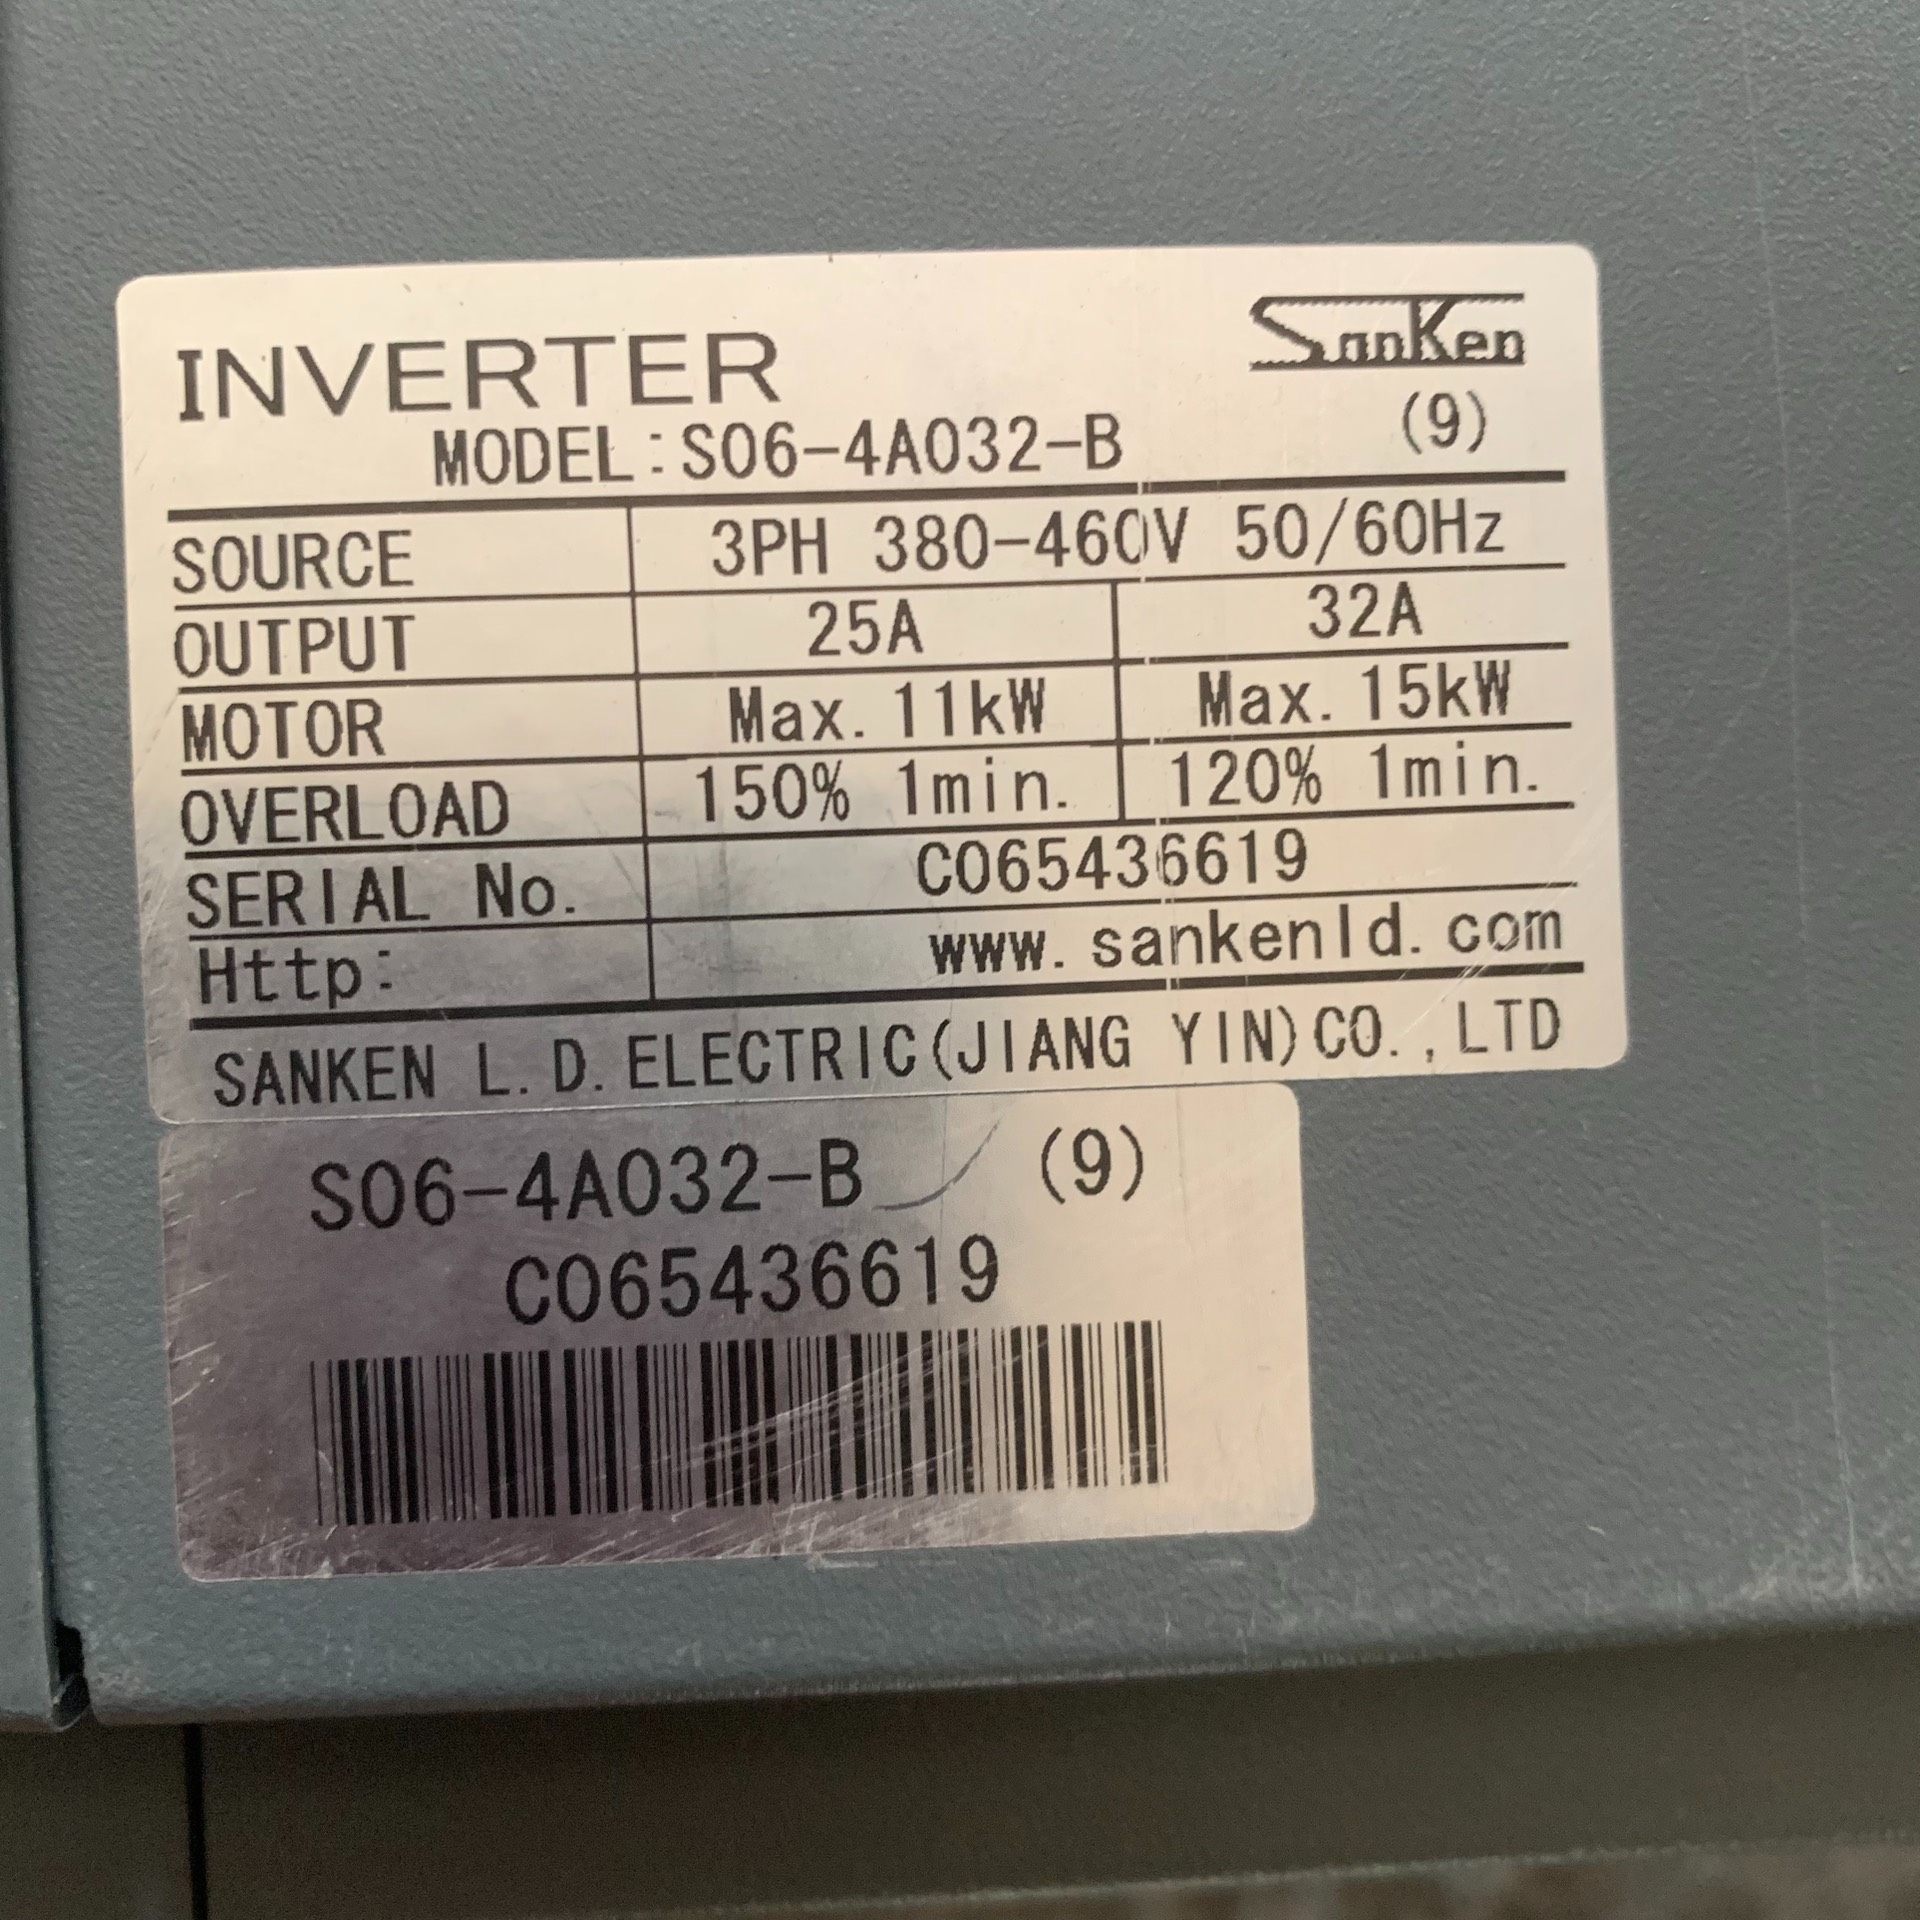 INVERTER SanKen
MODEL:S06-4A032-B (9)
SOURCE 3PH 380-460V 50/60Hz
OUTPUT 25A 32A
MOTOR Max. 11kW Max. 15kW
OVERLOAD 150% 1min. 120% 1min.
SERIAL No. C065436619
Http: www.sankenld.com
SANKEN L.D.ELECTRIC(JIANG YIN)CO.,LTD
S06-4A032-B (9)
C065436619